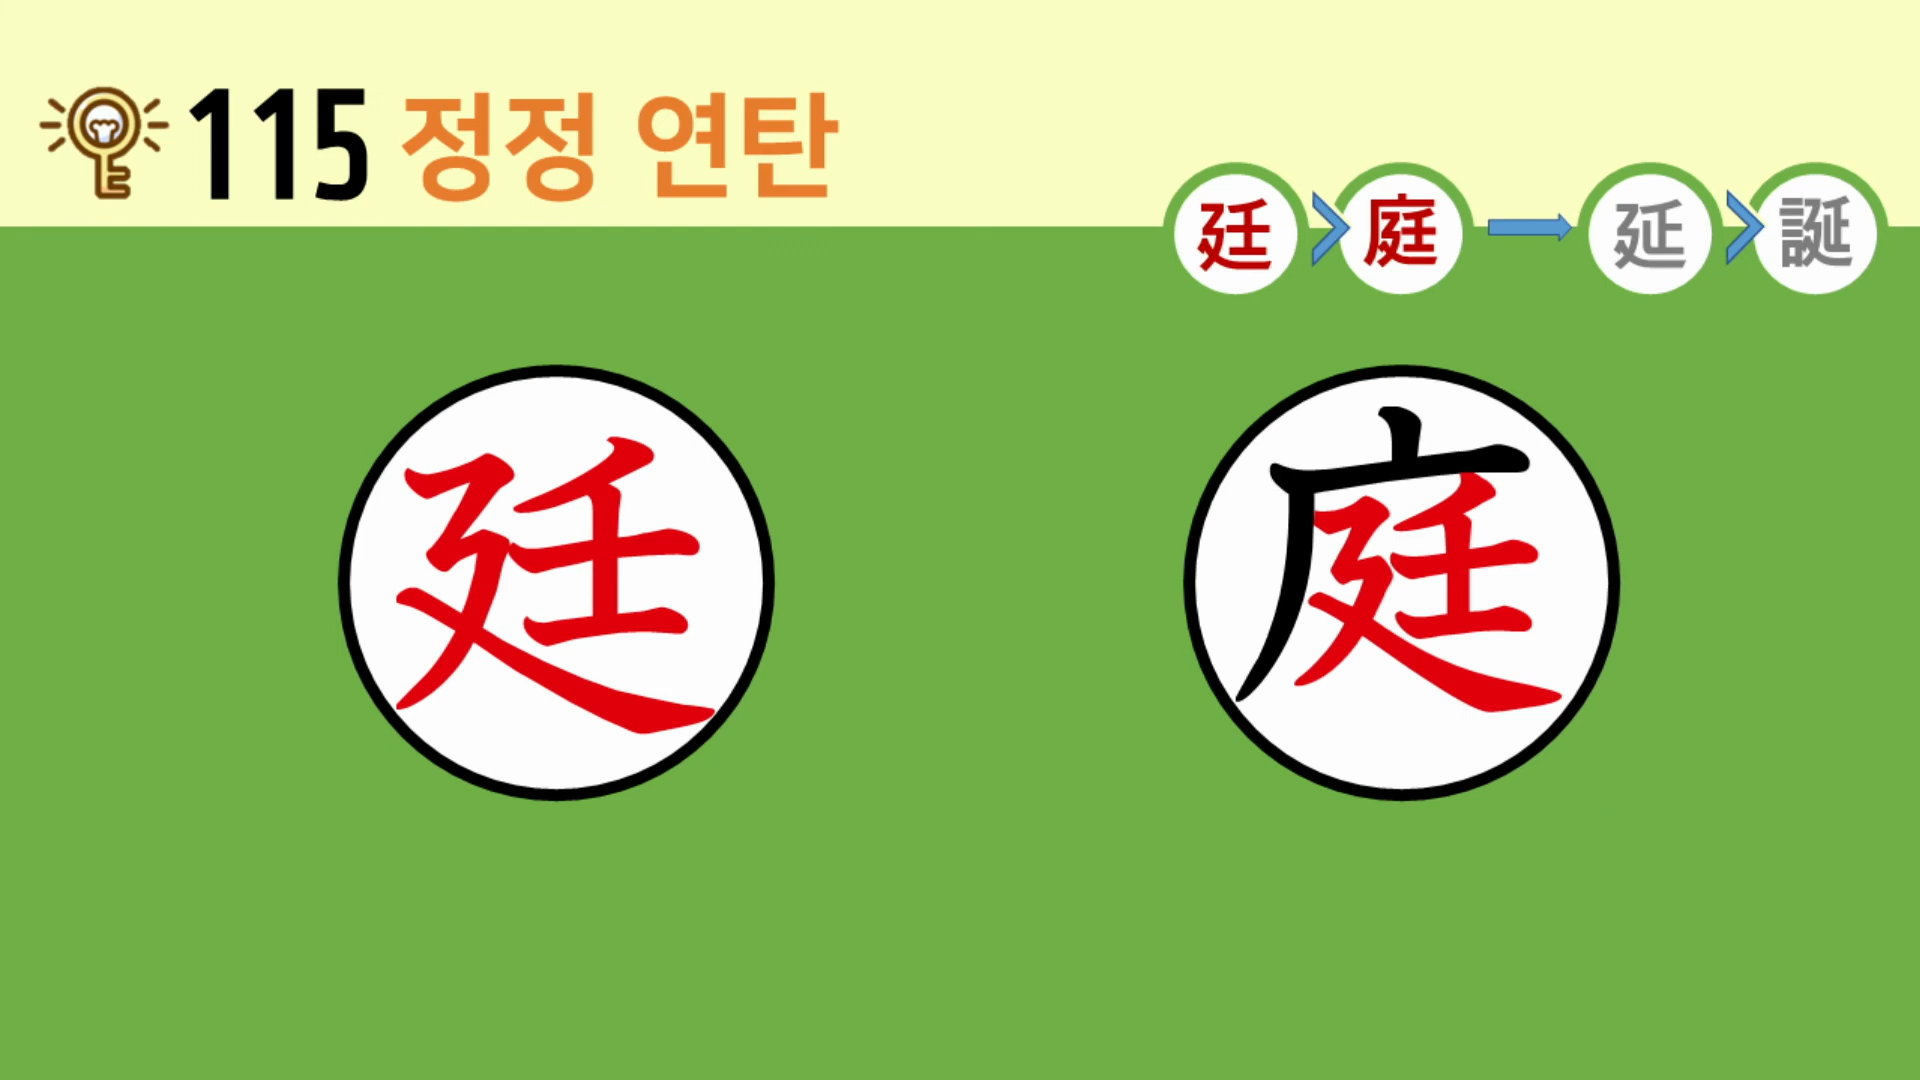 115 정정 연탄
廷 > 庭 → 延 > 誕
廷 庭